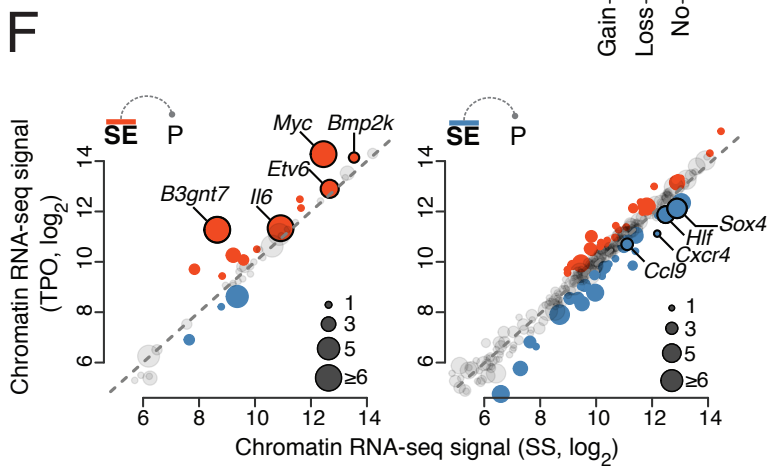 F
Gain-
Loss-
No-
SE P
SE P
Myc Bmp2k
Etv6
B3gnt7 Il6
Sox4
Hlf
Cxcr4
Ccl9
Chromatin RNA-seq signal
(TPO, log2)
14
12
10
8
6
14
12
10
8
6
1
3
5
≥6
1
3
5
≥6
6 8 10 12 14
6 8 10 12 14
Chromatin RNA-seq signal (SS, log2)